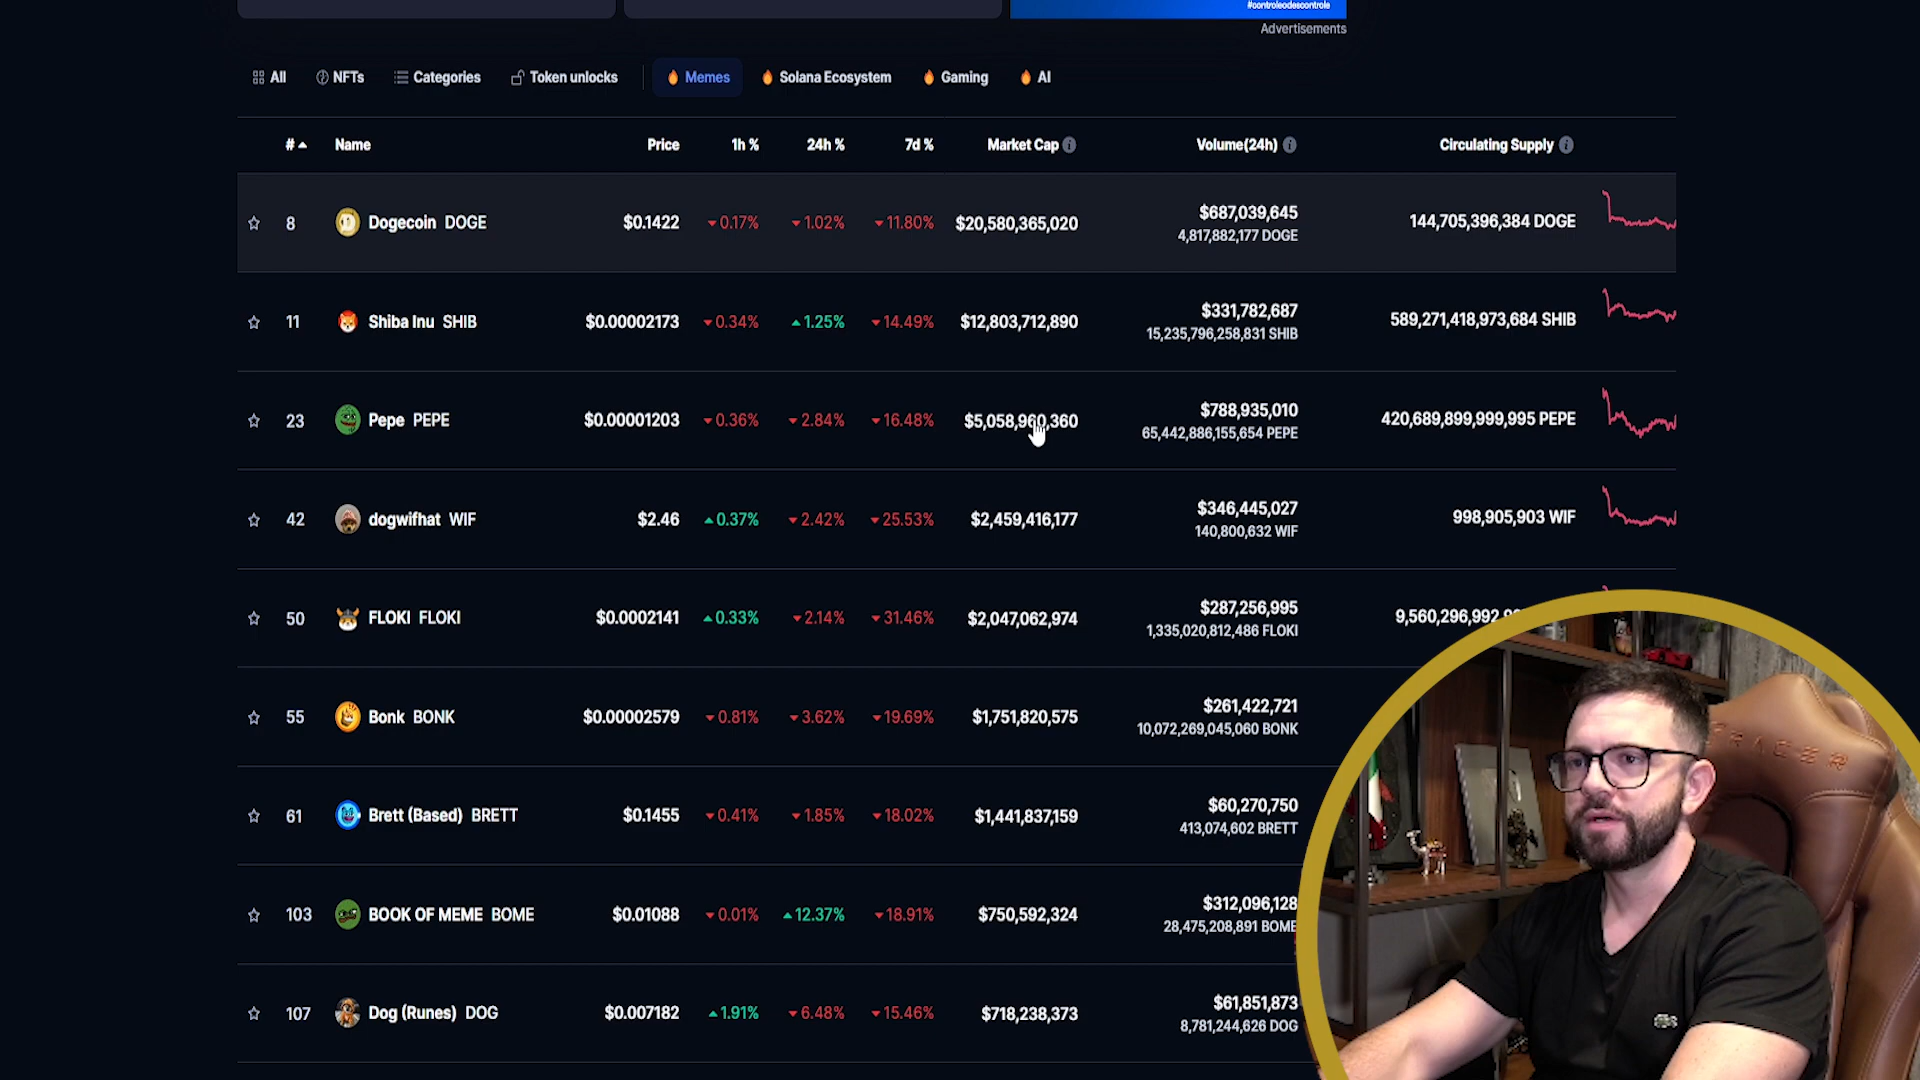 #controleodescontrole
Advertisements
All NFTs Categories Token unlocks Memes Solana Ecosystem Gaming AI
# Name Price 1h % 24h % 7d % Market Cap Volume(24h) Circulating Supply
8 Dogecoin DOGE $0.1422 0.17% 1.02% 11.80% $20,580,365,020 $687,039,645 144,705,396,384 DOGE
4,817,882,177 DOGE
11 Shiba Inu SHIB $0.00002173 0.34% 1.25% 14.49% $12,803,712,890 $331,782,687 589,271,418,973,684 SHIB
15,235,796,258,831 SHIB
23 Pepe PEPE $0.00001203 0.36% 2.84% 16.48% $5,058,960,360 $788,935,010 420,689,899,999,995 PEPE
65,442,886,155,654 PEPE
42 dogwifhat WIF $2.46 0.37% 2.42% 25.53% $2,459,416,177 $346,445,027 998,905,903 WIF
140,800,632 WIF
50 FLOKI FLOKI $0.0002141 0.33% 2.14% 31.46% $2,047,062,974 $287,256,995 9,560,296,992
1,335,020,812,486 FLOKI
55 Bonk BONK $0.00002579 0.81% 3.62% 19.69% $1,751,820,575 $261,422,721
10,072,269,045,060 BONK
61 Brett (Based) BRETT $0.1455 0.41% 1.85% 18.02% $1,441,837,159 $60,270,750
413,074,602 BRETT
103 BOOK OF MEME BOME $0.01088 0.01% 12.37% 18.91% $750,592,324 $312,096,128
28,475,208,891 BOME
107 Dog (Runes) DOG $0.007182 1.91% 6.48% 15.46% $718,238,373 $61,851,873
8,781,244,626 DOG